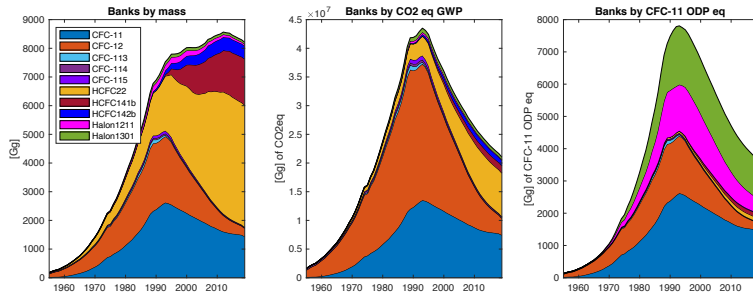 Banks by mass
[Gg]
9000
8000
7000
6000
5000
4000
3000
2000
1000
0
1960 1970 1980 1990 2000 2010
CFC-11
CFC-12
CFC-113
CFC-114
CFC-115
HCFC22
HCFC141b
HCFC142b
Halon1211
Halon1301
Banks by CO2 eq GWP
×10⁷
[Gg] of CO2eq
4.5
4
3.5
3
2.5
2
1.5
1
0.5
0
1960 1970 1980 1990 2000 2010
Banks by CFC-11 ODP eq
[Gg] of CFC-11 ODP eq
8000
7000
6000
5000
4000
3000
2000
1000
0
1960 1970 1980 1990 2000 2010